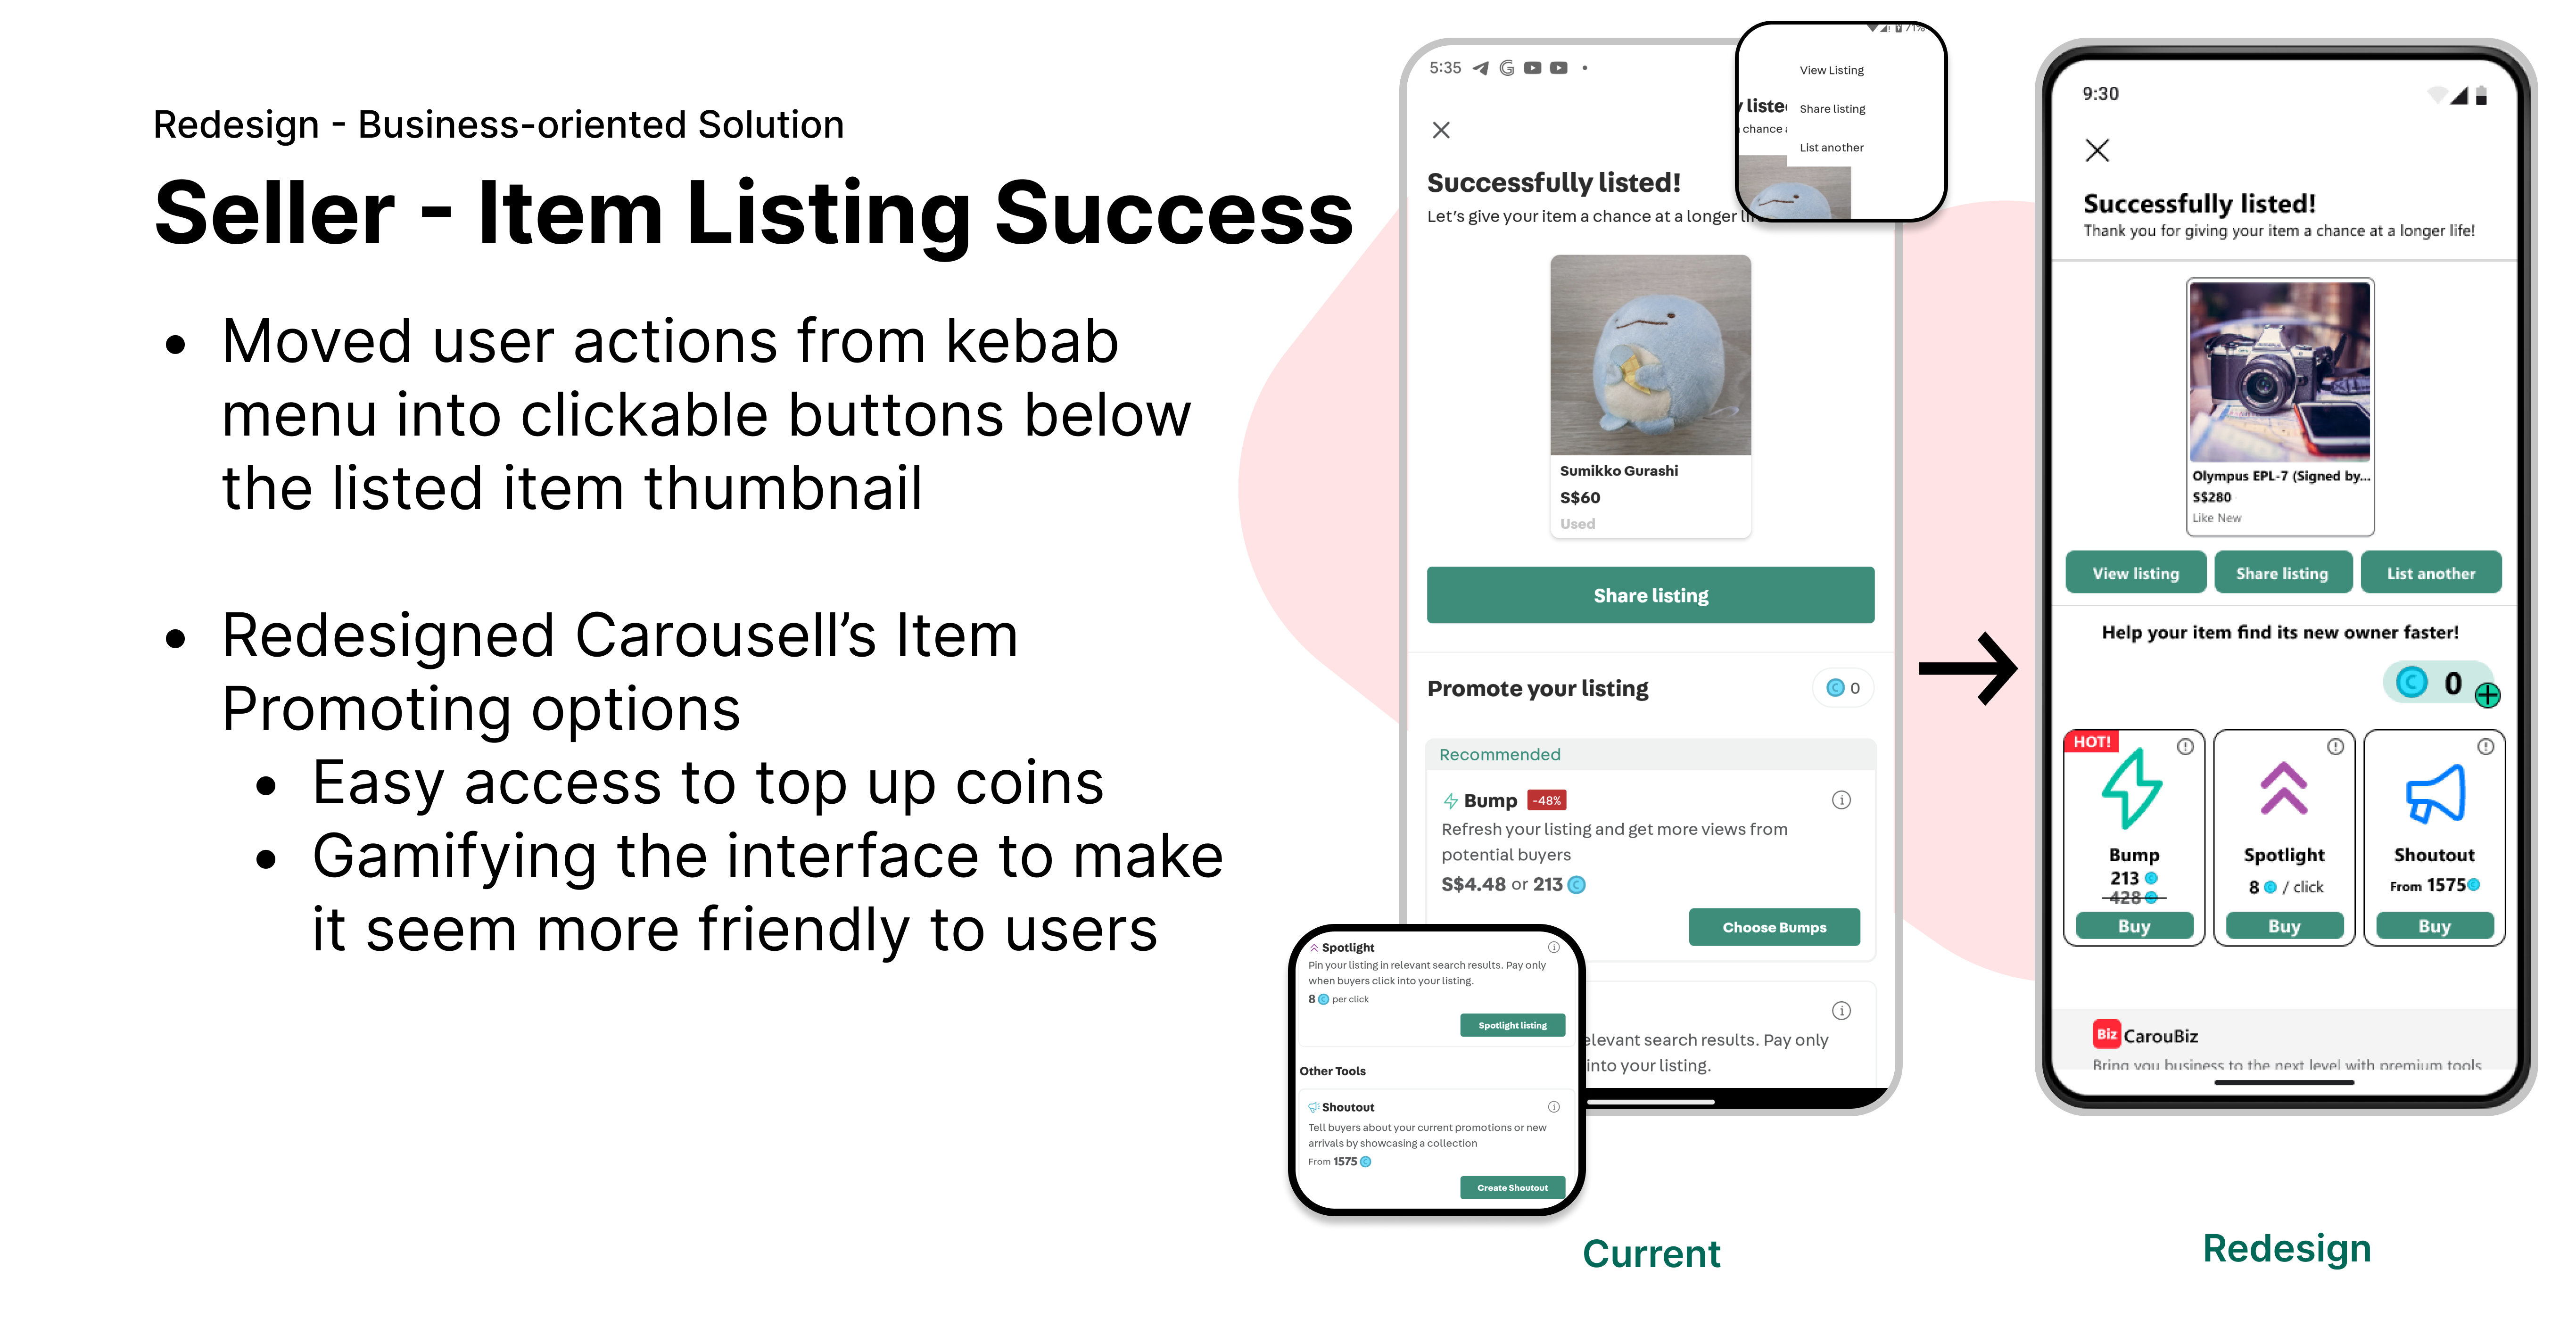 Redesign - Business-oriented Solution
Seller - Item Listing Success
• Moved user actions from kebab
menu into clickable buttons below
the listed item thumbnail
• Redesigned Carousell’s Item
Promoting options
• Easy access to top up coins
• Gamifying the interface to make
it seem more friendly to users
5:35
Successfully listed!
Let’s give your item a chance at a longer
71%
View Listing
Share listing
List another
y liste
chance
Sumikko Gurashi
S$60
Used
Share listing
Promote your listing
0
Recommended
Bump -48%
Refresh your listing and get more views from
potential buyers
S$4.48 or 213
Choose Bumps
elevant search results. Pay only
into your listing.
Spotlight
Pin your listing in relevant search results. Pay only
when buyers click into your listing.
8 per click
Spotlight listing
Other Tools
Shoutout
Tell buyers about your current promotions or new
arrivals by showcasing a collection
From 1575
Create Shoutout
Current
9:30
Successfully listed!
Thank you for giving your item a chance at a longer life!
Olympus EPL-7 (Signed by...
S$280
Like New
View listing
Share listing
List another
Help your item find its new owner faster!
0
HOT!
Bump
213
428
Buy
Spotlight
8 / click
Buy
Shoutout
From 1575
Buy
Biz CarouBiz
Bring you business to the next level with premium tools
Redesign